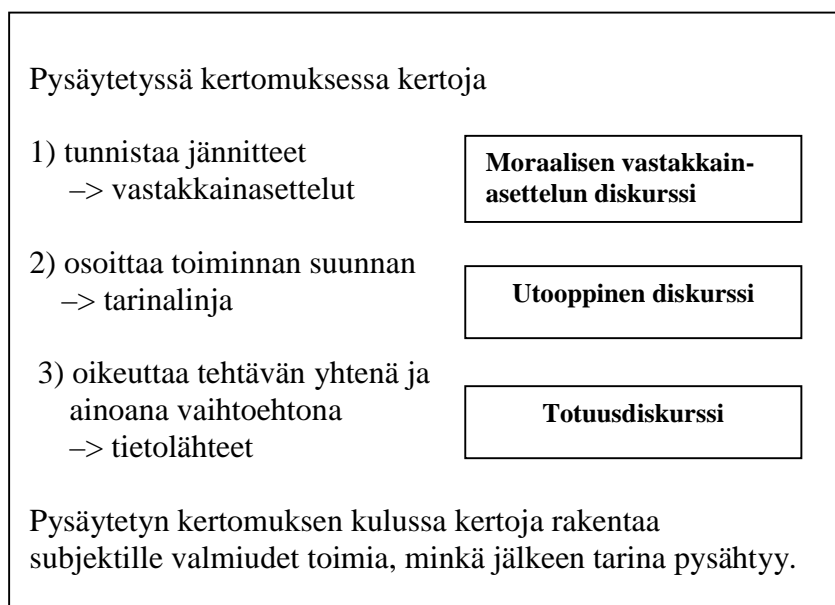 Pysäytetyssä kertomuksessa kertoja
1) tunnistaa jännitteet
–> vastakkainasettelut
Moraalisen vastakkain-
asettelun diskurssi
2) osoittaa toiminnan suunnan
–> tarinalinja
Utooppinen diskurssi
3) oikeuttaa tehtävän yhtenä ja
ainoana vaihtoehtona
–> tietolähteet
Totuusdiskurssi
Pysäytetyn kertomuksen kulussa kertoja rakentaa
subjektille valmiudet toimia, minkä jälkeen tarina pysähtyy.